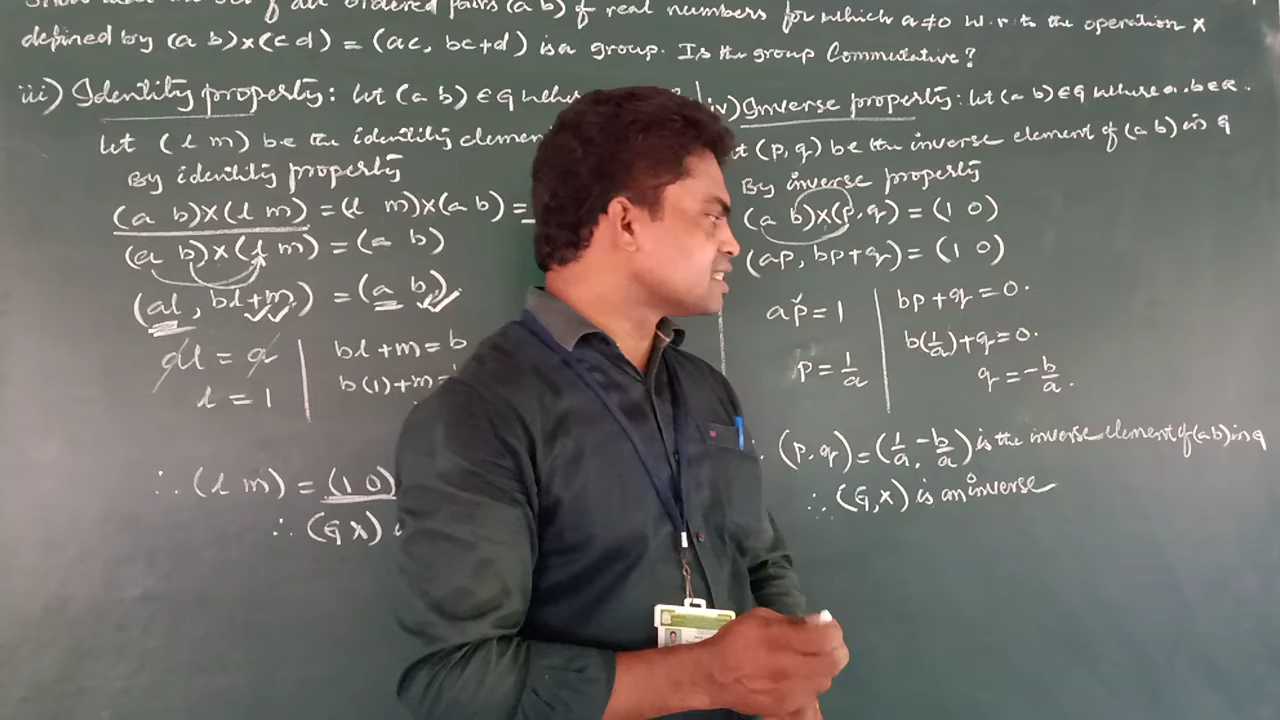 Show that the set of all ordered pairs (a b) of real numbers for which a≠0 w.r.to the operation ×
defined by (a b)×(c d) = (ac, bc+d) is a group. Is the group Commutative?
iii) Identity property: let (a b) ∈ G where
let (l m) be the identity elemen
By identity property
(a b)×(l m) = (l m)×(a b) =
(a b)×(l m) = (a b)
(al, bl+m) = (a b)
al = a
l = 1
bl+m = b
b(1)+m =
∴ (l m) = (1 0)
∴ (G X) i
iv) Inverse property: let (a b) ∈ G where a, b ∈ R.
(p, q) be the inverse element of (a b) in G
By inverse property
(a b)×(p, q) = (1 0)
(ap, bp+q) = (1 0)
ap = 1
p = 1/a
bp+q = 0.
b(1/a)+q = 0.
q = -b/a.
(p, q) = (1/a, -b/a) is the inverse element of (a b) in G
∴ (G, X) is an inverse